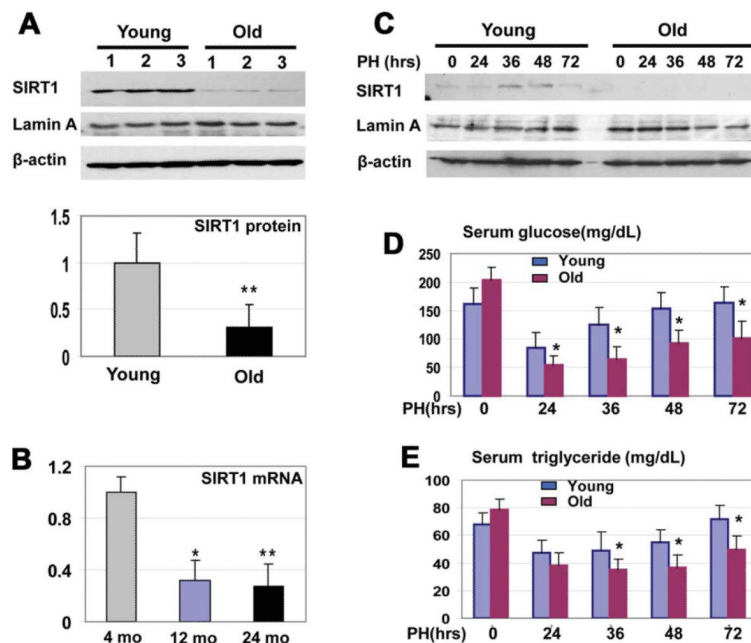 A
Young Old
1 2 3 1 2 3
SIRT1
Lamin A
β-actin
SIRT1 protein
1.5
1
0.5
0
**
Young Old
B
SIRT1 mRNA
1.2
0.8
0.4
0
* **
4 mo 12 mo 24 mo
C
Young Old
PH (hrs) 0 24 36 48 72 0 24 36 48 72
SIRT1
Lamin A
β-actin
D
Serum glucose(mg/dL)
250
200
150
100
50
0
Young
Old
* * * *
PH(hrs) 0 24 36 48 72
E
Serum triglyceride (mg/dL)
100
80
60
40
20
0
Young
Old
* * *
PH(hrs) 0 24 36 48 72